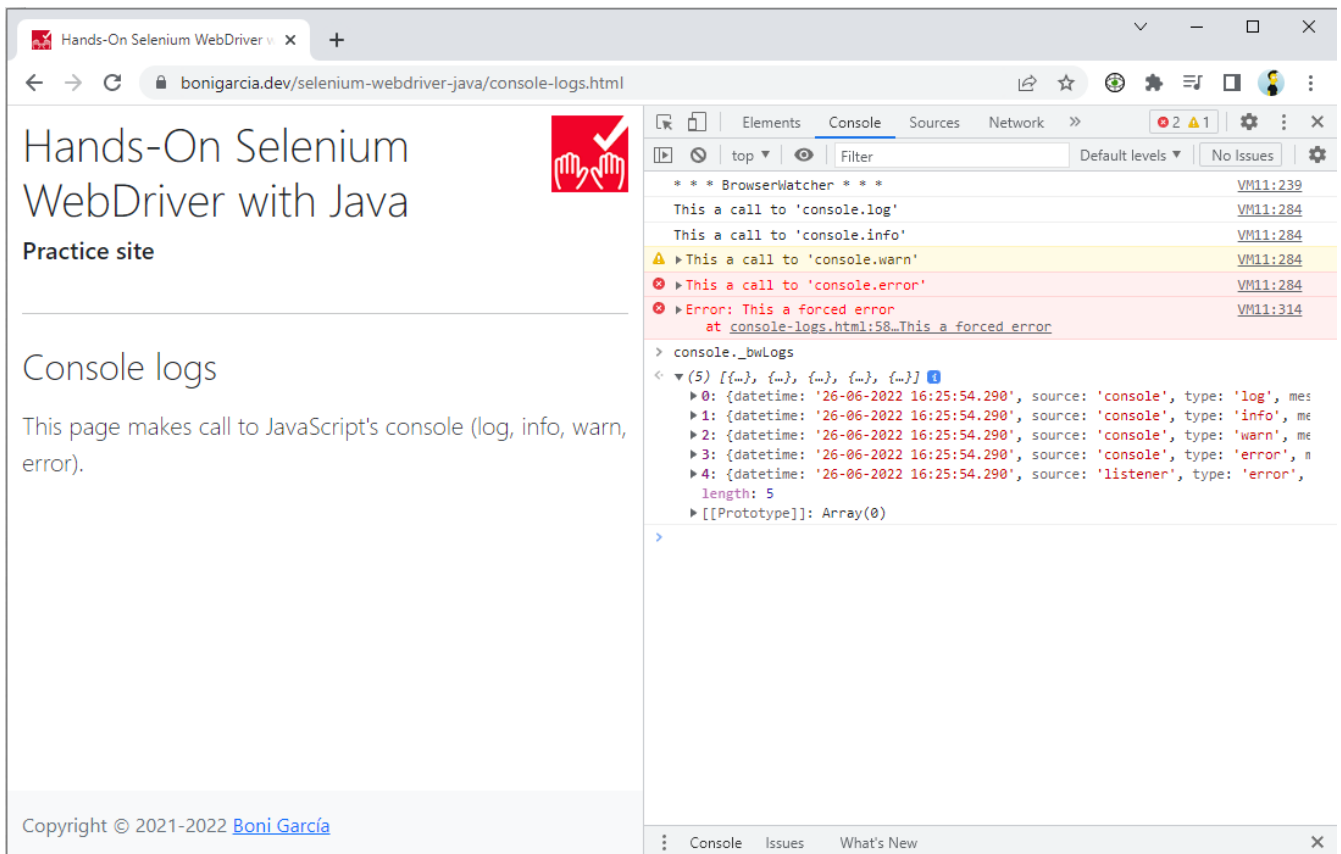 Hands-On Selenium WebDriver w
bonigarcia.dev/selenium-webdriver-java/console-logs.html
Hands-On Selenium
WebDriver with Java
Practice site
Console logs
This page makes call to JavaScript's console (log, info, warn,
error).
Copyright © 2021-2022 Boni García
Elements Console Sources Network » 2 1
top ▼ Filter Default levels ▼ No Issues
* * * BrowserWatcher * * * VM11:239
This a call to 'console.log' VM11:284
This a call to 'console.info' VM11:284
▶This a call to 'console.warn' VM11:284
▶This a call to 'console.error' VM11:284
▶Error: This a forced error VM11:314
at console-logs.html:58…This a forced error
> console._bwLogs
▼(5) [{…}, {…}, {…}, {…}, {…}] i
▶0: {datetime: '26-06-2022 16:25:54.290', source: 'console', type: 'log', mes
▶1: {datetime: '26-06-2022 16:25:54.290', source: 'console', type: 'info', me
▶2: {datetime: '26-06-2022 16:25:54.290', source: 'console', type: 'warn', me
▶3: {datetime: '26-06-2022 16:25:54.290', source: 'console', type: 'error', m
▶4: {datetime: '26-06-2022 16:25:54.290', source: 'listener', type: 'error',
length: 5
▶[[Prototype]]: Array(0)
>
Console Issues What's New